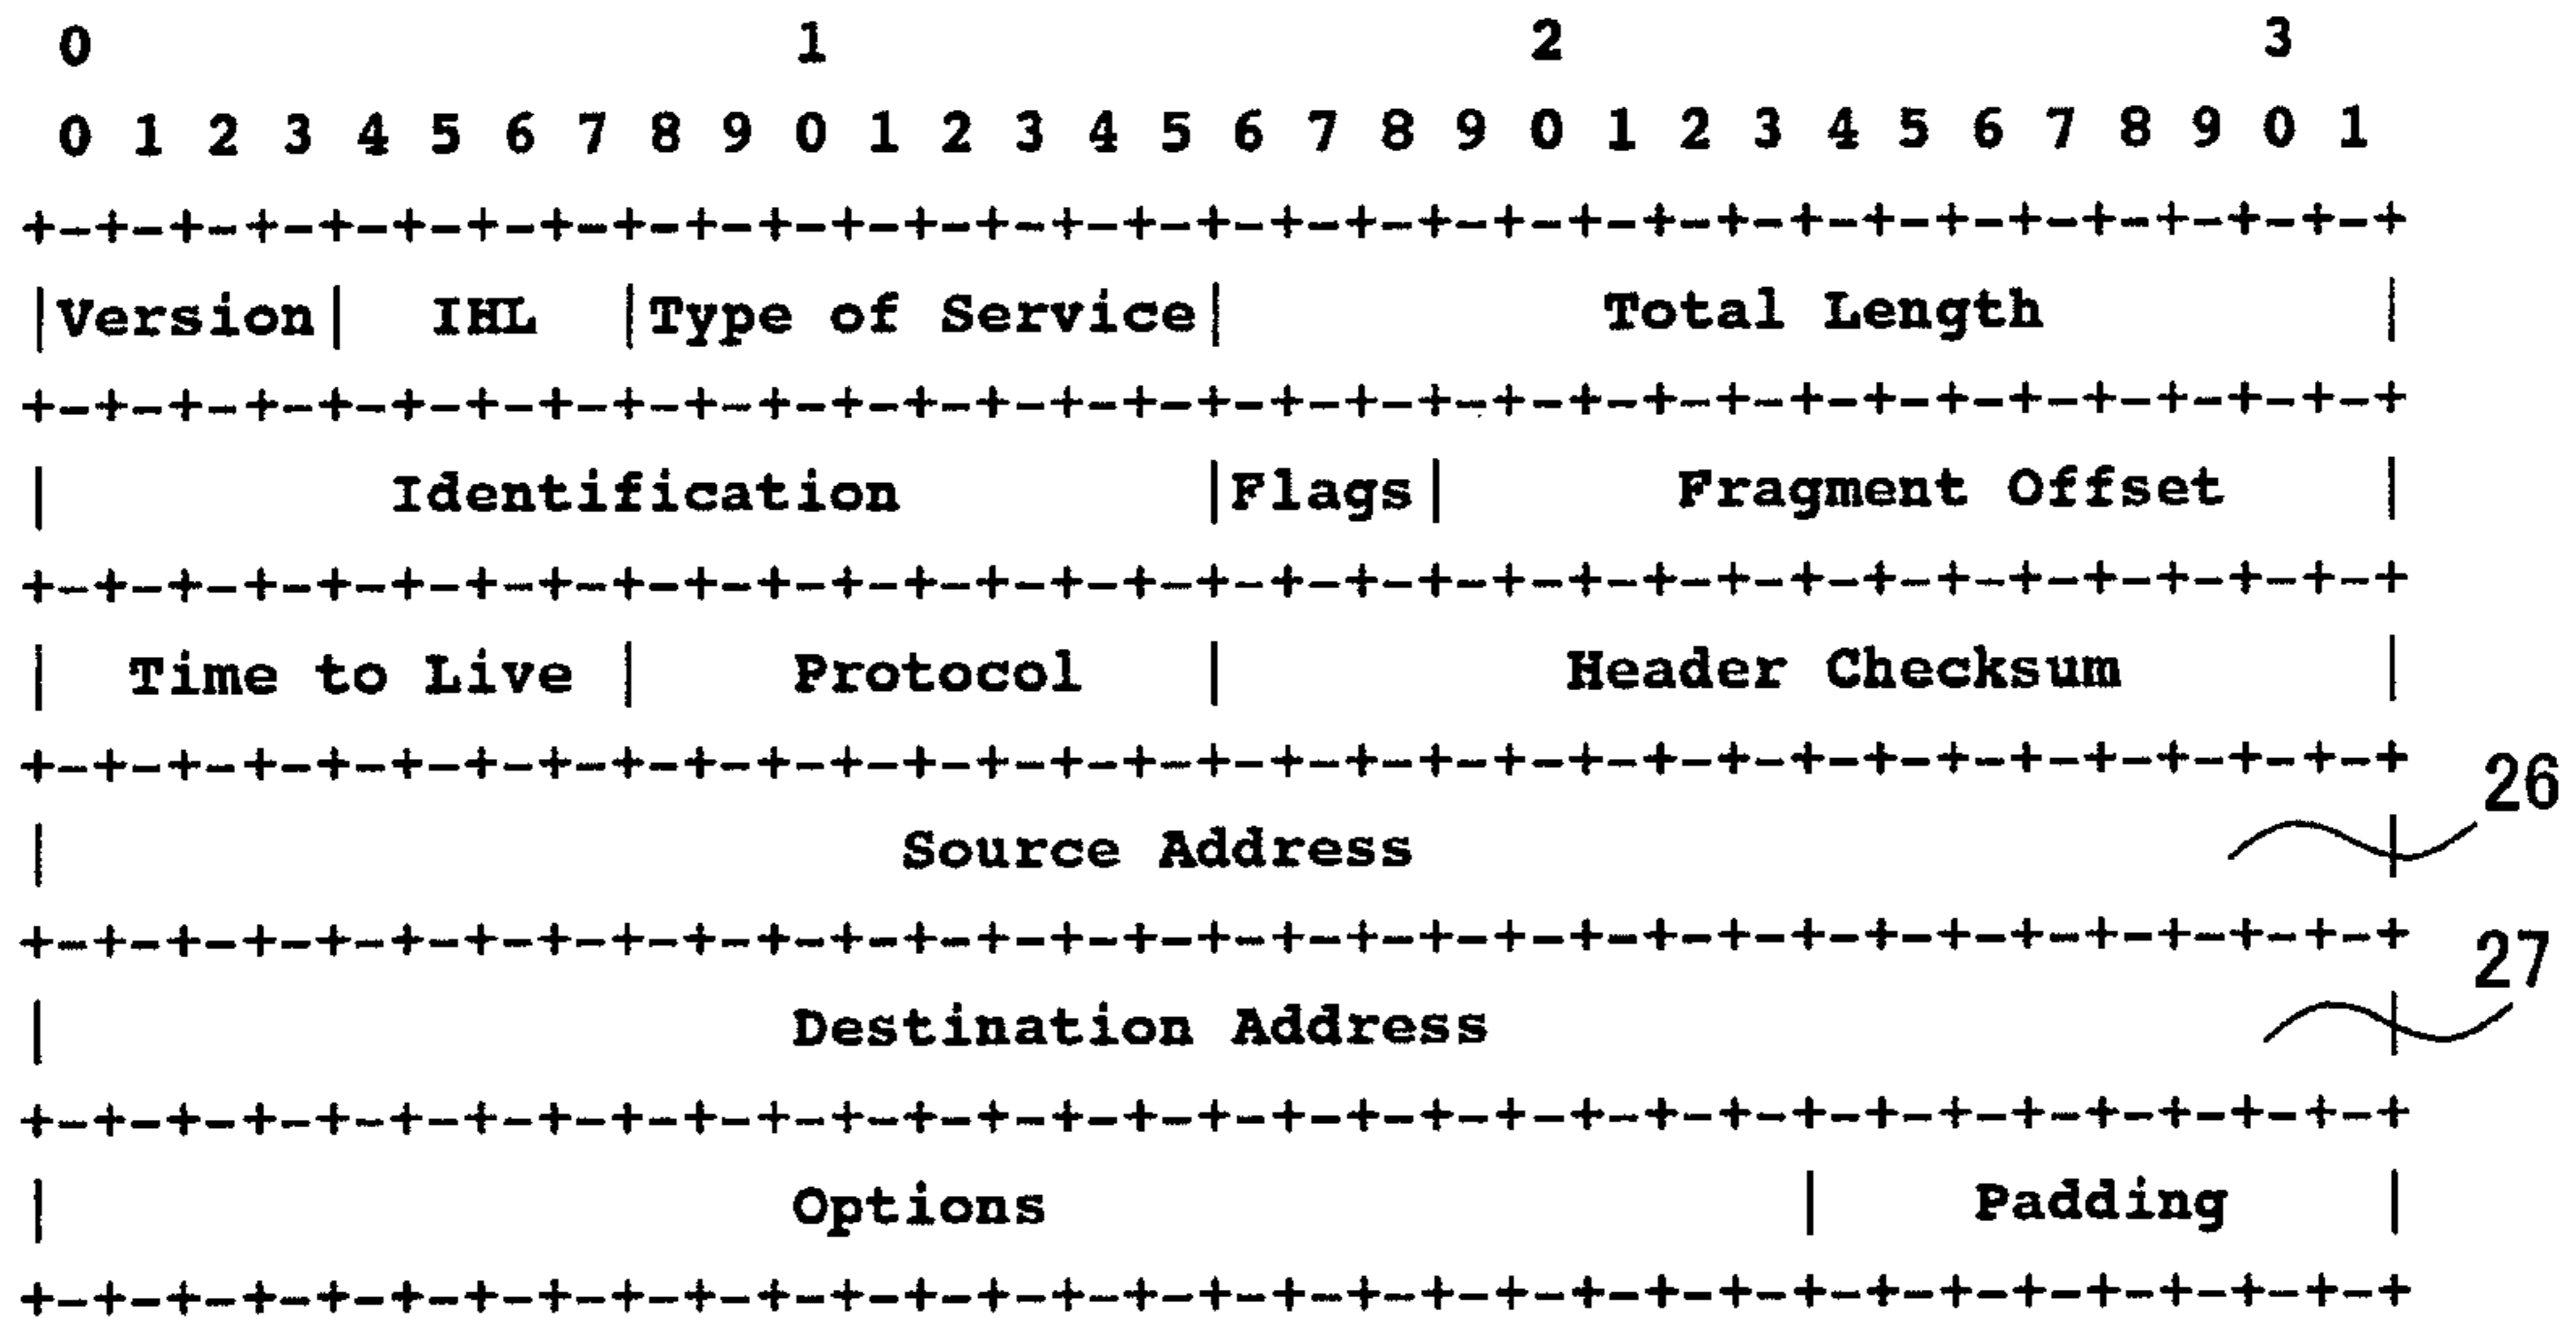 0 1 2 3
0 1 2 3 4 5 6 7 8 9 0 1 2 3 4 5 6 7 8 9 0 1 2 3 4 5 6 7 8 9 0 1
+-+-+-+-+-+-+-+-+-+-+-+-+-+-+-+-+-+-+-+-+-+-+-+-+-+-+-+-+-+-+-+-+
|Version| IHL |Type of Service| Total Length |
+-+-+-+-+-+-+-+-+-+-+-+-+-+-+-+-+-+-+-+-+-+-+-+-+-+-+-+-+-+-+-+-+
| Identification |Flags| Fragment Offset |
+-+-+-+-+-+-+-+-+-+-+-+-+-+-+-+-+-+-+-+-+-+-+-+-+-+-+-+-+-+-+-+-+
| Time to Live | Protocol | Header Checksum |
+-+-+-+-+-+-+-+-+-+-+-+-+-+-+-+-+-+-+-+-+-+-+-+-+-+-+-+-+-+-+-+-+
26
| Source Address |
+-+-+-+-+-+-+-+-+-+-+-+-+-+-+-+-+-+-+-+-+-+-+-+-+-+-+-+-+-+-+-+-+
27
| Destination Address |
+-+-+-+-+-+-+-+-+-+-+-+-+-+-+-+-+-+-+-+-+-+-+-+-+-+-+-+-+-+-+-+-+
| Options | Padding |
+-+-+-+-+-+-+-+-+-+-+-+-+-+-+-+-+-+-+-+-+-+-+-+-+-+-+-+-+-+-+-+-+